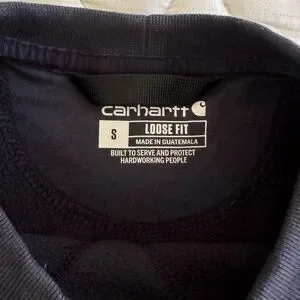 carhartt
S
LOOSE FIT
MADE IN GUATEMALA
BUILT TO SERVE AND PROTECT
HARDWORKING PEOPLE